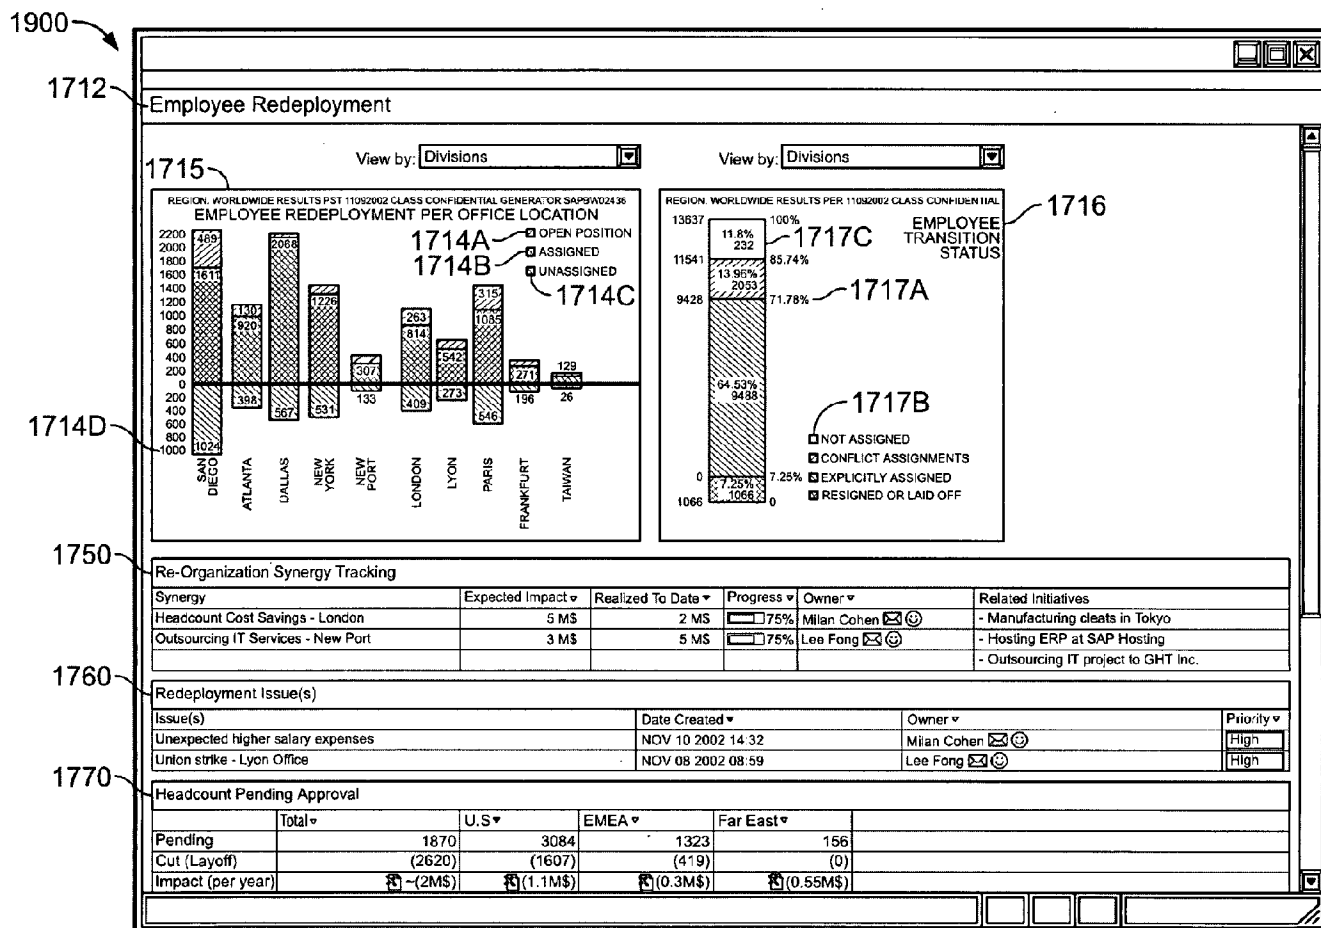 1900
1712
Employee Redeployment
View by: Divisions
View by: Divisions
1715
REGION. WORLDWIDE RESULTS PST 11092002 CLASS CONFIDENTIAL GENERATOR SAPBW02436
EMPLOYEE REDEPLOYMENT PER OFFICE LOCATION
1714A OPEN POSITION
1714B ASSIGNED
UNASSIGNED
1714C
2200
2000
1800
1600
1400
1200
1000
800
600
400
200
0
200
400
600
800
1000
1714D
489
1611
1024
130
920
398
2088
567
1226
531
307
133
263
814
409
542
273
315
1085
546
271
196
129
26
SAN DIEGO
ATLANTA
DALLAS
NEW YORK
NEW PORT
LONDON
LYON
PARIS
FRANKFURT
TAIWAN
REGION. WORLDWIDE RESULTS PER 11092002 CLASS CONFIDENTIAL
EMPLOYEE
TRANSITION
STATUS
1716
13637 100%
11.8%
232
1717C
11541 85.74%
13.96%
2053
1717A
9428 71.78%
64.53%
9488
1717B
NOT ASSIGNED
CONFLICT ASSIGNMENTS
0 7.25% EXPLICITLY ASSIGNED
7.25%
1066
RESIGNED OR LAID OFF
1066 0
1750
Re-Organization Synergy Tracking
Synergy Expected Impact Realized To Date Progress Owner Related Initiatives
Headcount Cost Savings - London 5 M$ 2 M$ 75% Milan Cohen - Manufacturing cleats in Tokyo
Outsourcing IT Services - New Port 3 M$ 5 M$ 75% Lee Fong - Hosting ERP at SAP Hosting
- Outsourcing IT project to GHT Inc.
1760
Redeployment Issue(s)
Issue(s) Date Created Owner Priority
Unexpected higher salary expenses NOV 10 2002 14:32 Milan Cohen High
Union strike - Lyon Office NOV 08 2002 08:59 Lee Fong High
1770
Headcount Pending Approval
Total U.S EMEA Far East
Pending 1870 3084 1323 156
Cut (Layoff) (2620) (1607) (419) (0)
Impact (per year) ~(2M$) (1.1M$) (0.3M$) (0.55M$)